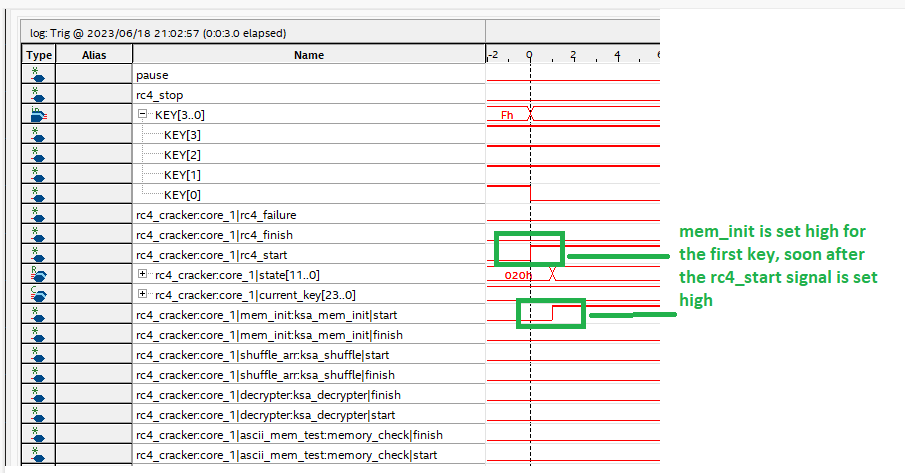 log: Trig @ 2023/06/18 21:02:57 (0:0:3.0 elapsed)
Type Alias Name -2 0 2 4 6
pause
rc4_stop
KEY[3..0] Fh
KEY[3]
KEY[2]
KEY[1]
KEY[0]
rc4_cracker:core_1|rc4_failure
rc4_cracker:core_1|rc4_finish
rc4_cracker:core_1|rc4_start
rc4_cracker:core_1|state[11..0] 020h
rc4_cracker:core_1|current_key[23..0]
rc4_cracker:core_1|mem_init:ksa_mem_init|start
rc4_cracker:core_1|mem_init:ksa_mem_init|finish
rc4_cracker:core_1|shuffle_arr:ksa_shuffle|start
rc4_cracker:core_1|shuffle_arr:ksa_shuffle|finish
rc4_cracker:core_1|decrypter:ksa_decrypter|finish
rc4_cracker:core_1|decrypter:ksa_decrypter|start
rc4_cracker:core_1|ascii_mem_test:memory_check|finish
rc4_cracker:core_1|ascii_mem_test:memory_check|start
mem_init is set high for
the first key, soon after
the rc4_start signal is set
high